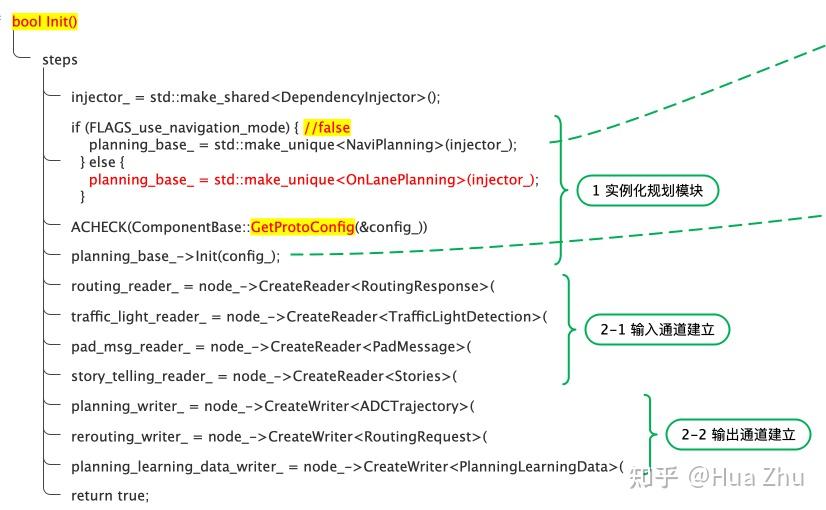 bool Init()
steps
injector_ = std::make_shared<DependencyInjector>();
if (FLAGS_use_navigation_mode) { //false
planning_base_ = std::make_unique<NaviPlanning>(injector_);
} else {
planning_base_ = std::make_unique<OnLanePlanning>(injector_);
}
1 实例化规划模块
ACHECK(ComponentBase::GetProtoConfig(&config_))
planning_base_->Init(config_);
routing_reader_ = node_->CreateReader<RoutingResponse>(
traffic_light_reader_ = node_->CreateReader<TrafficLightDetection>(
2-1 输入通道建立
pad_msg_reader_ = node_->CreateReader<PadMessage>(
story_telling_reader_ = node_->CreateReader<Stories>(
planning_writer_ = node_->CreateWriter<ADCTrajectory>(
rerouting_writer_ = node_->CreateWriter<RoutingRequest>(
2-2 输出通道建立
planning_learning_data_writer_ = node_->CreateWriter<PlanningLearningData>(
return true;
知乎 @Hua Zhu